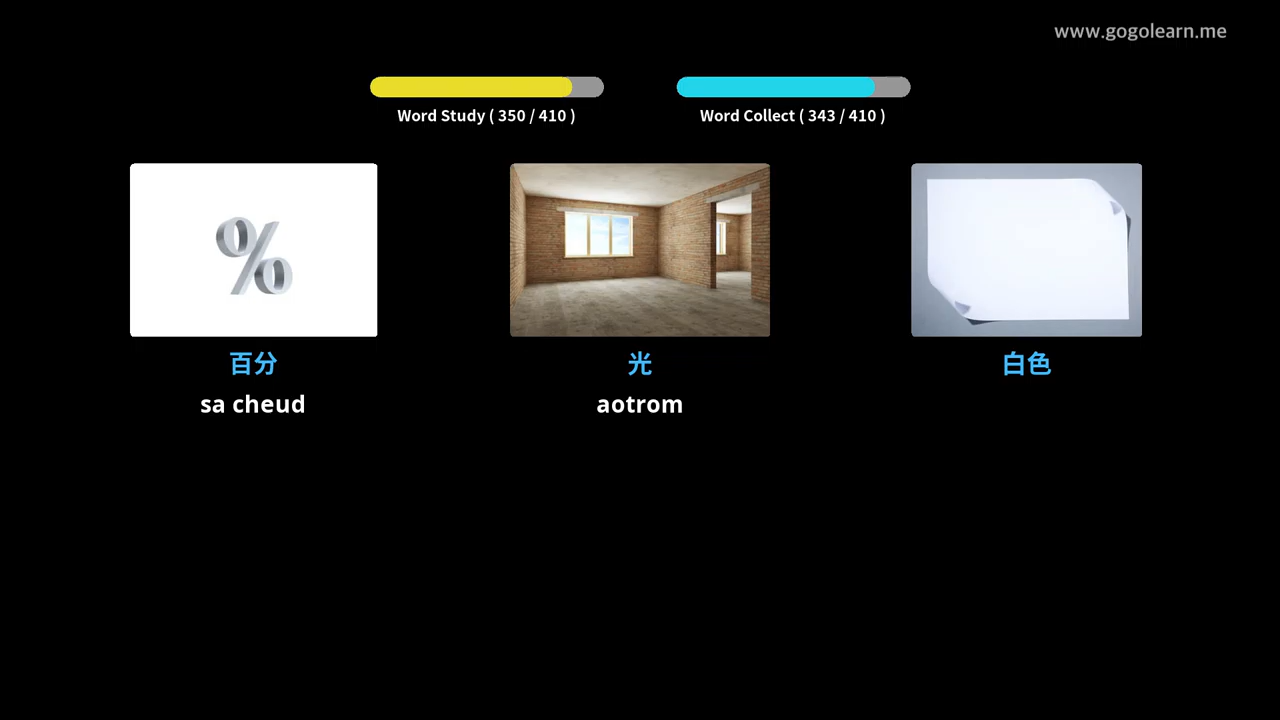 www.gogolearn.me
Word Study ( 350 / 410 )
Word Collect ( 343 / 410 )
%
百分
光
白色
sa cheud
aotrom